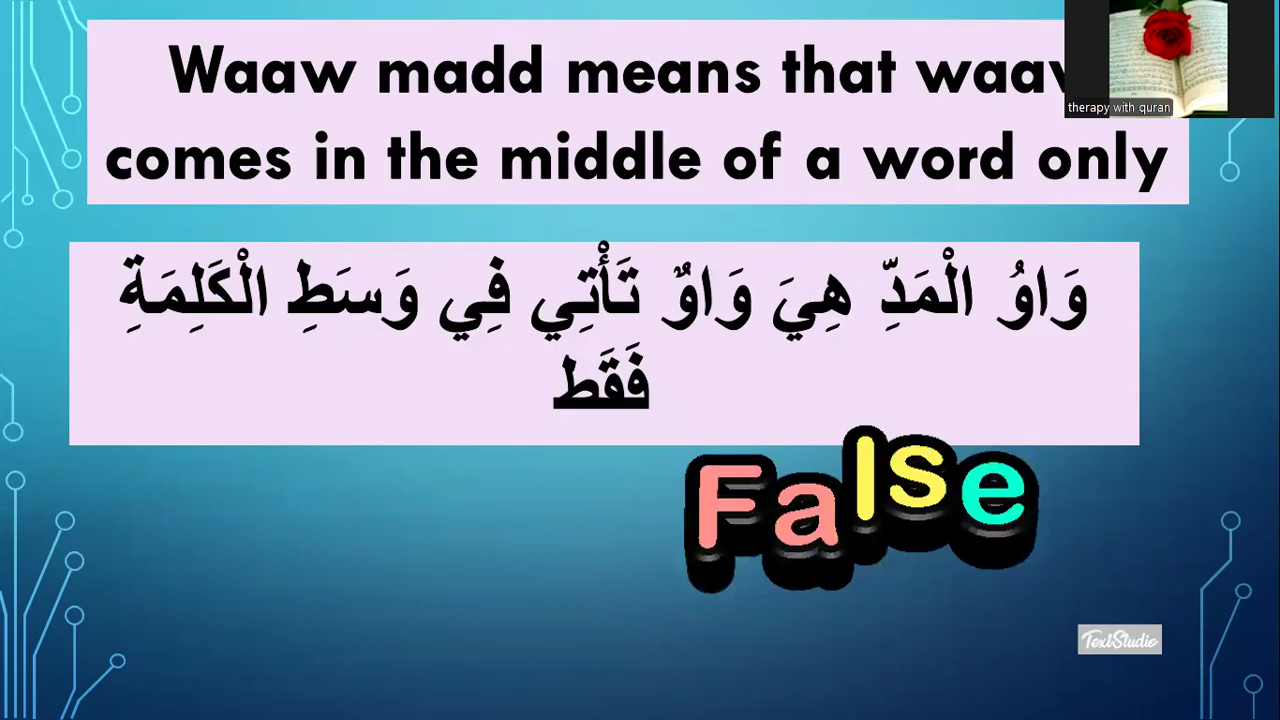 Waaw madd means that waaw
therapy with quran
comes in the middle of a word only
وَاوُ الْمَدِّ هِيَ وَاوٌ تَأْتِي فِي وَسَطِ الْكَلِمَةِ
فَقَط
False
TextStudio